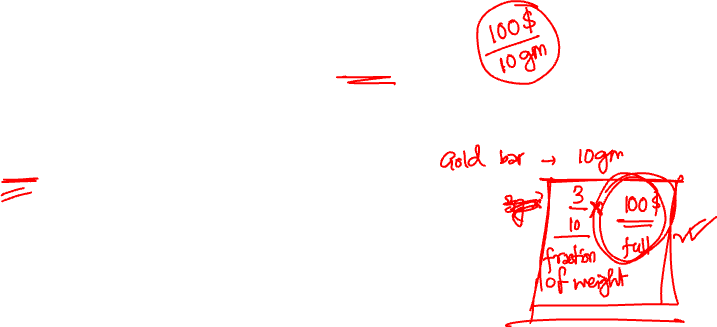 100$
10gm
Gold bar → 10gm
3/10 × 100$
fraction full
of weight